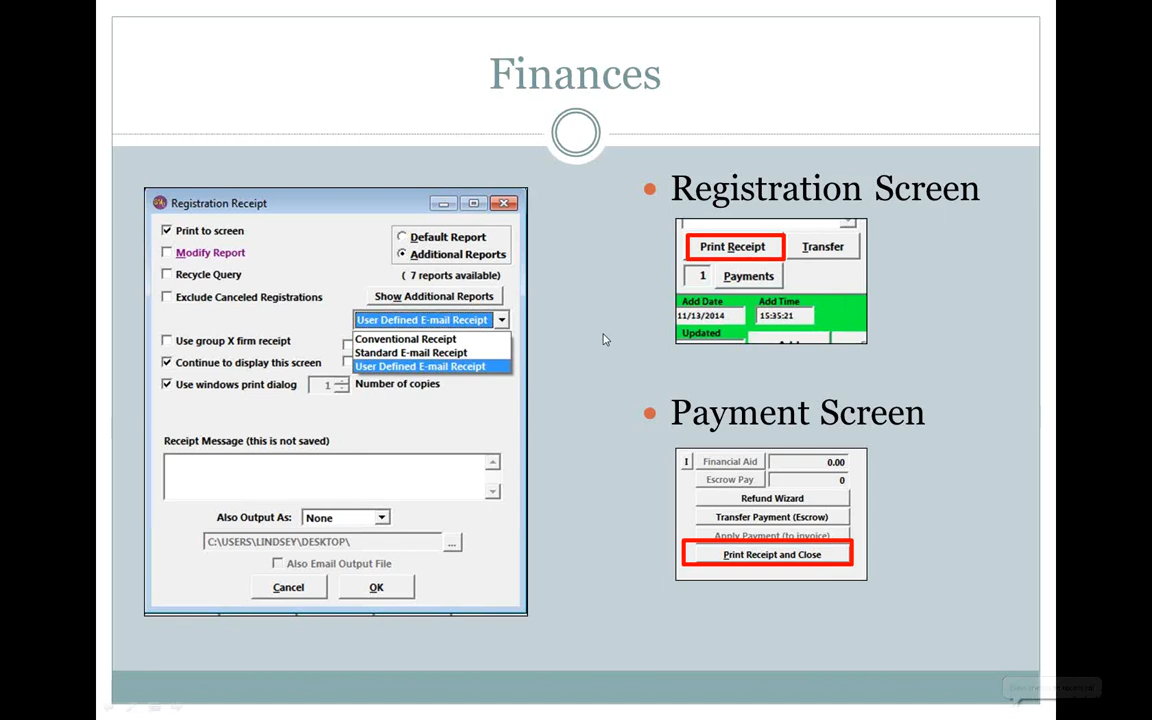 Finances
Registration Receipt
Print to screen
Modify Report
Recycle Query
Exclude Canceled Registrations
Default Report
Additional Reports
( 7 reports available)
Show Additional Reports
User Defined E-mail Receipt
Conventional Receipt
Standard E-mail Receipt
User Defined E-mail Receipt
Use group X firm receipt
Continue to display this screen
Use windows print dialog
1 Number of copies
Receipt Message (this is not saved)
Also Output As: None
C:\USERS\LINDSEY\DESKTOP\ ...
Also Email Output File
Cancel OK
• Registration Screen
Print Receipt Transfer
1 Payments
Add Date Add Time
11/13/2014 15:35:21
Updated
• Payment Screen
I Financial Aid 0.00
Escrow Pay 0
Refund Wizard
Transfer Payment (Escrow)
Apply Payment (to invoice)
Print Receipt and Close